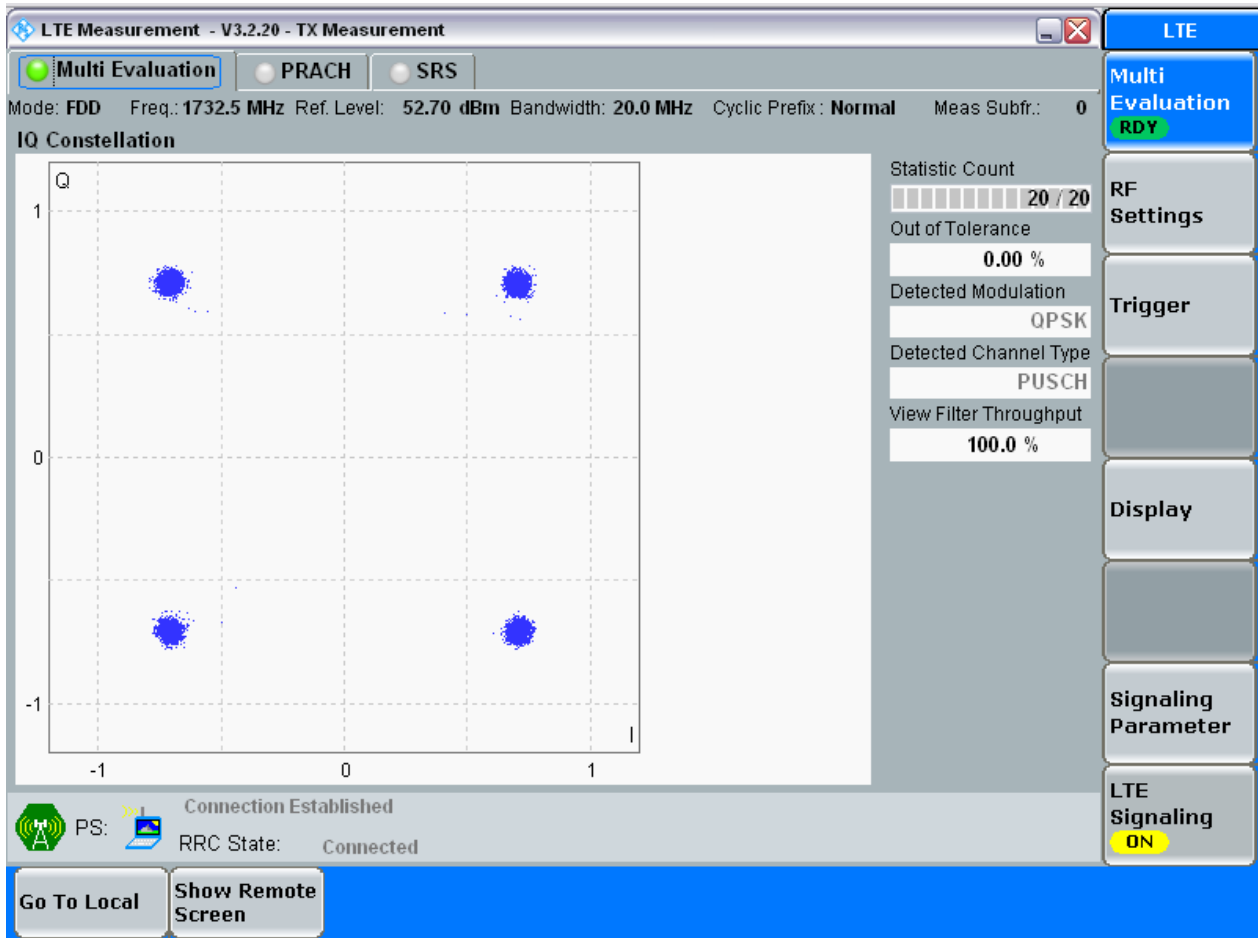 LTE Measurement - V3.2.20 - TX Measurement
LTE
Multi Evaluation PRACH SRS
Mode: FDD Freq.: 1732.5 MHz Ref. Level: 52.70 dBm Bandwidth: 20.0 MHz Cyclic Prefix : Normal Meas Subfr.: 0
IQ Constellation
Q
1
0
-1
I
-1 0 1
Statistic Count
20 / 20
Out of Tolerance
0.00 %
Detected Modulation
QPSK
Detected Channel Type
PUSCH
View Filter Throughput
100.0 %
Multi
Evaluation
RDY
RF
Settings
Trigger
Display
Signaling
Parameter
LTE
Signaling
ON
PS:
Connection Established
RRC State: Connected
Go To Local
Show Remote
Screen